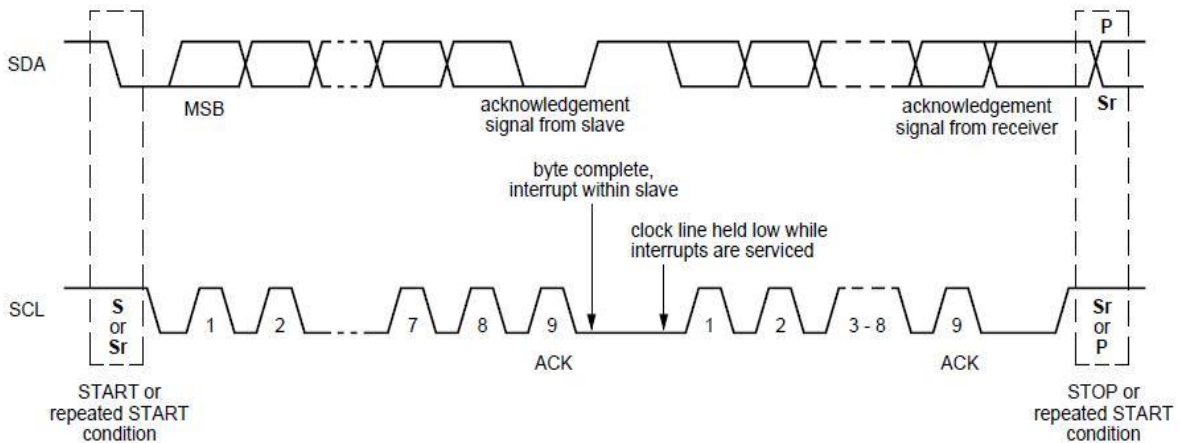 P
SDA
MSB
acknowledgement
signal from slave
acknowledgement
signal from receiver
Sr
byte complete,
interrupt within slave
clock line held low while
interrupts are serviced
SCL
S
or
Sr
1
2
7
8
9
1
2
3 - 8
9
Sr
or
P
ACK
ACK
START or
repeated START
condition
STOP or
repeated START
condition